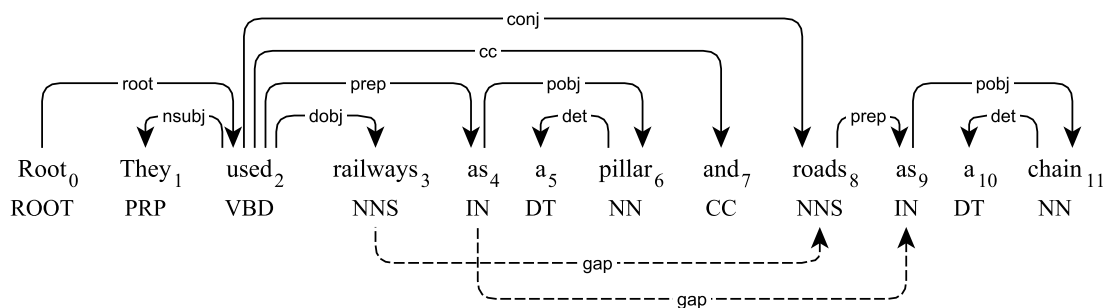 conj
cc
root prep pobj pobj
nsubj dobj det prep det
Root0 They1 used2 railways3 as4 a5 pillar6 and7 roads8 as9 a10 chain11
ROOT PRP VBD NNS IN DT NN CC NNS IN DT NN
gap
gap